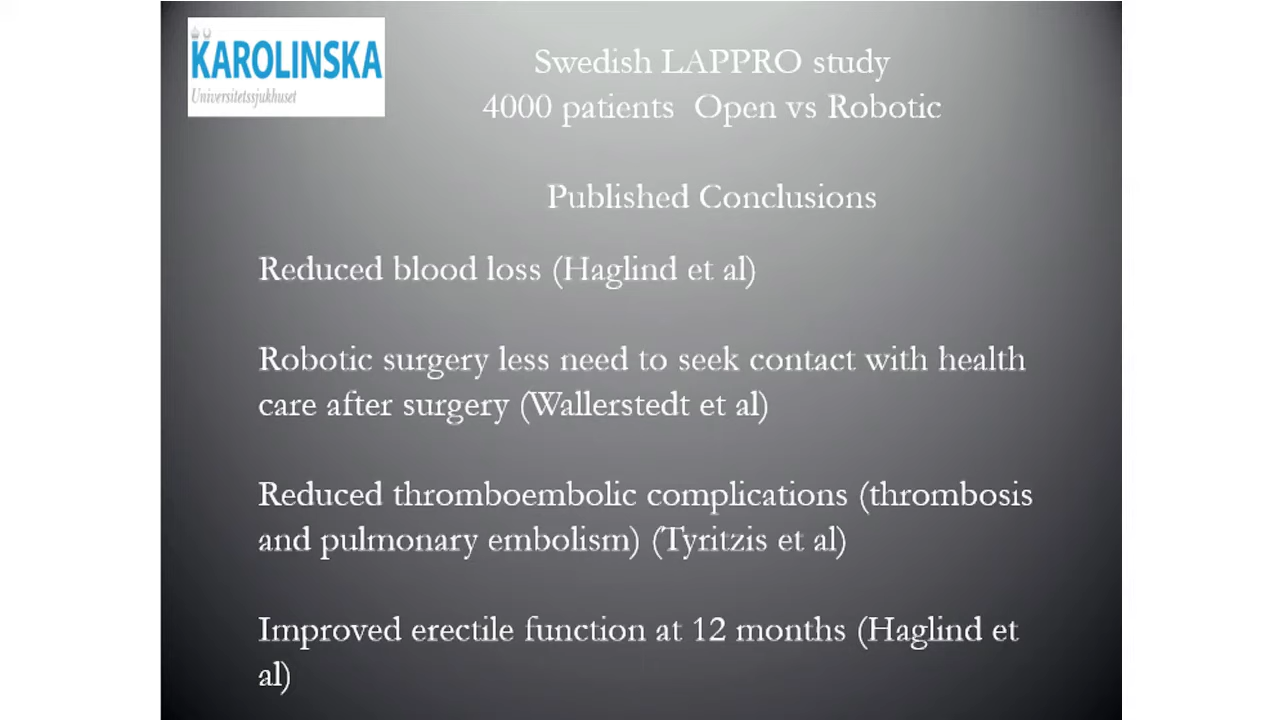 KAROLINSKA
Universitetssjukhuset
Swedish LAPPRO study
4000 patients Open vs Robotic
Published Conclusions
Reduced blood loss (Haglind et al)
Robotic surgery less need to seek contact with health
care after surgery (Wallerstedt et al)
Reduced thromboembolic complications (thrombosis
and pulmonary embolism) (Tyritzis et al)
Improved erectile function at 12 months (Haglind et
al)